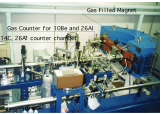 Gas Filled Magnet
Gas Counter for 10Be and 26Al
14C, 26Al counter chamber